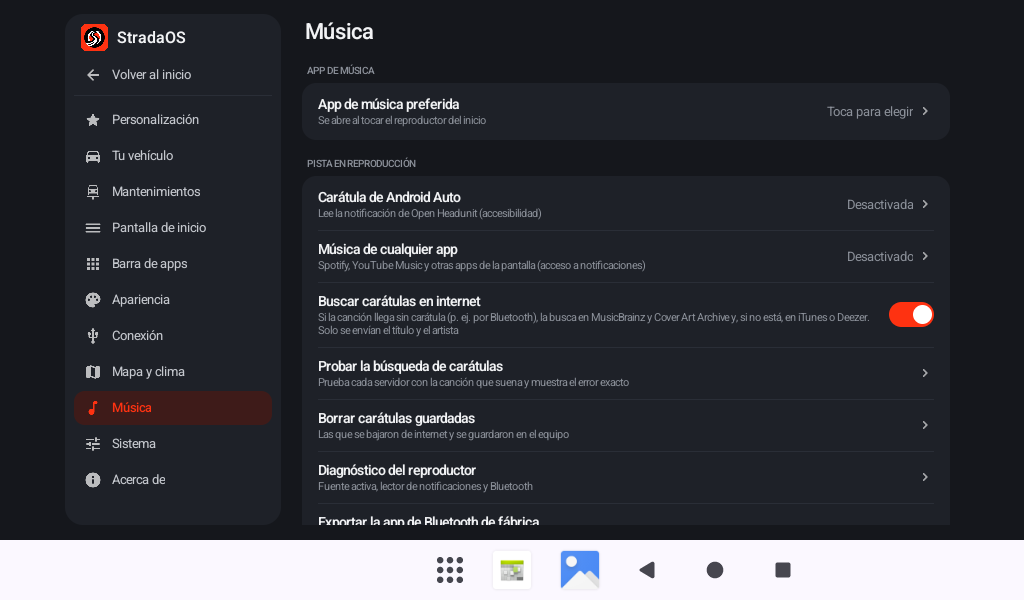 StradaOS
Volver al inicio
Personalización
Tu vehículo
Mantenimientos
Pantalla de inicio
Barra de apps
Apariencia
Conexión
Mapa y clima
Música
Sistema
Acerca de
Música
APP DE MÚSICA
App de música preferida
Se abre al tocar el reproductor del inicio
Toca para elegir
PISTA EN REPRODUCCIÓN
Carátula de Android Auto
Lee la notificación de Open Headunit (accesibilidad)
Desactivada
Música de cualquier app
Spotify, YouTube Music y otras apps de la pantalla (acceso a notificaciones)
Desactivado
Buscar carátulas en internet
Si la canción llega sin carátula (p. ej. por Bluetooth), la busca en MusicBrainz y Cover Art Archive y, si no está, en iTunes o Deezer.
Solo se envían el título y el artista
Probar la búsqueda de carátulas
Prueba cada servidor con la canción que suena y muestra el error exacto
Borrar carátulas guardadas
Las que se bajaron de internet y se guardaron en el equipo
Diagnóstico del reproductor
Fuente activa, lector de notificaciones y Bluetooth
Exportar la app de Bluetooth de fábrica